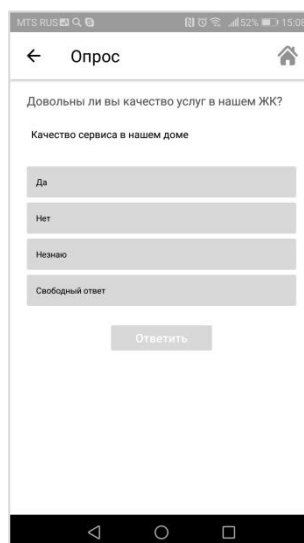 MTS RUS 52% 15:08
Опрос
Довольны ли вы качество услуг в нашем ЖК?
Качество сервиса в нашем доме
Да
Нет
Незнаю
Свободный ответ
Ответить